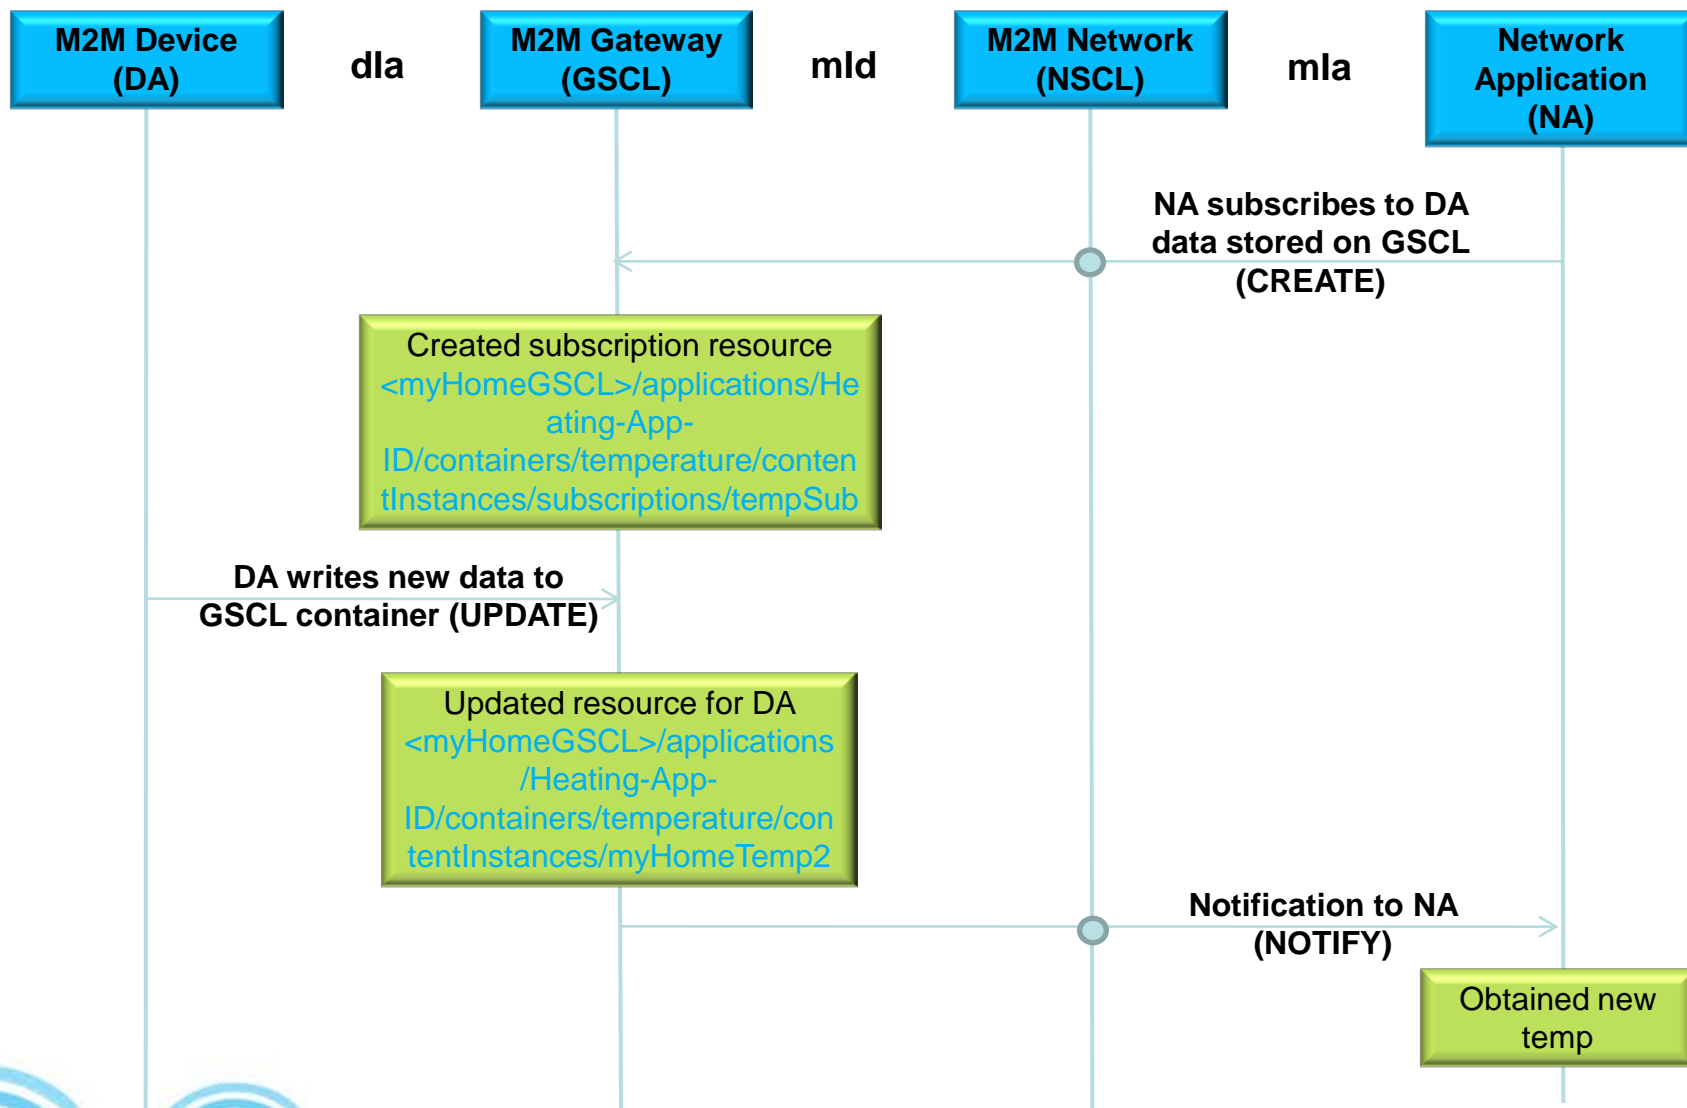 M2M Device
(DA)
dIa
M2M Gateway
(GSCL)
mId
M2M Network
(NSCL)
mIa
Network
Application
(NA)
NA subscribes to DA
data stored on GSCL
(CREATE)
Created subscription resource
<myHomeGSCL>/applications/He
ating-App-
ID/containers/temperature/conten
tInstances/subscriptions/tempSub
DA writes new data to
GSCL container (UPDATE)
Updated resource for DA
<myHomeGSCL>/applications
/Heating-App-
ID/containers/temperature/con
tentInstances/myHomeTemp2
Notification to NA
(NOTIFY)
Obtained new
temp